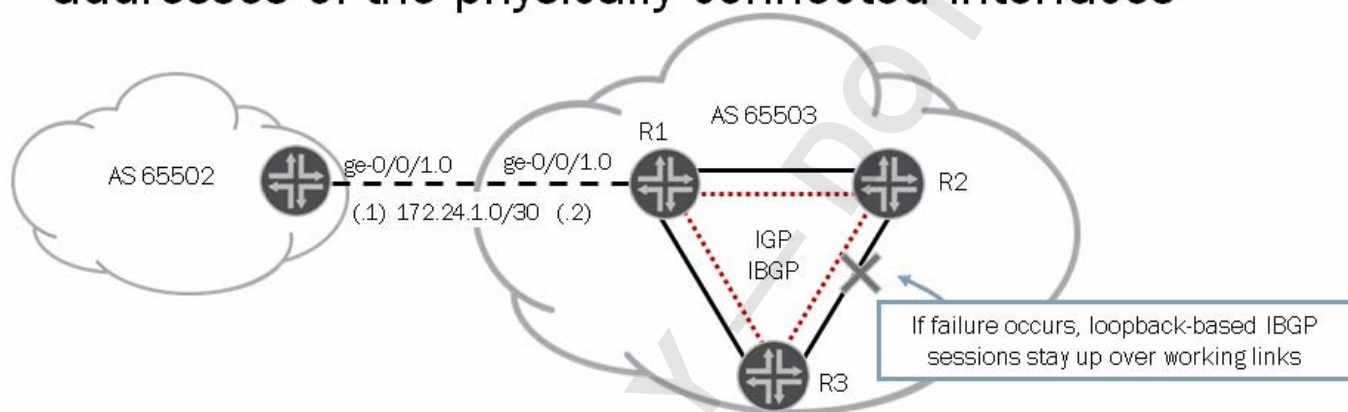 addresses of the physically connected interfaces
AS 65503
R1
AS 65502
ge-0/0/1.0
ge-0/0/1.0
R2
(.1) 172.24.1.0/30 (.2)
IGP
IBGP
If failure occurs, loopback-based IBGP
sessions stay up over working links
R3